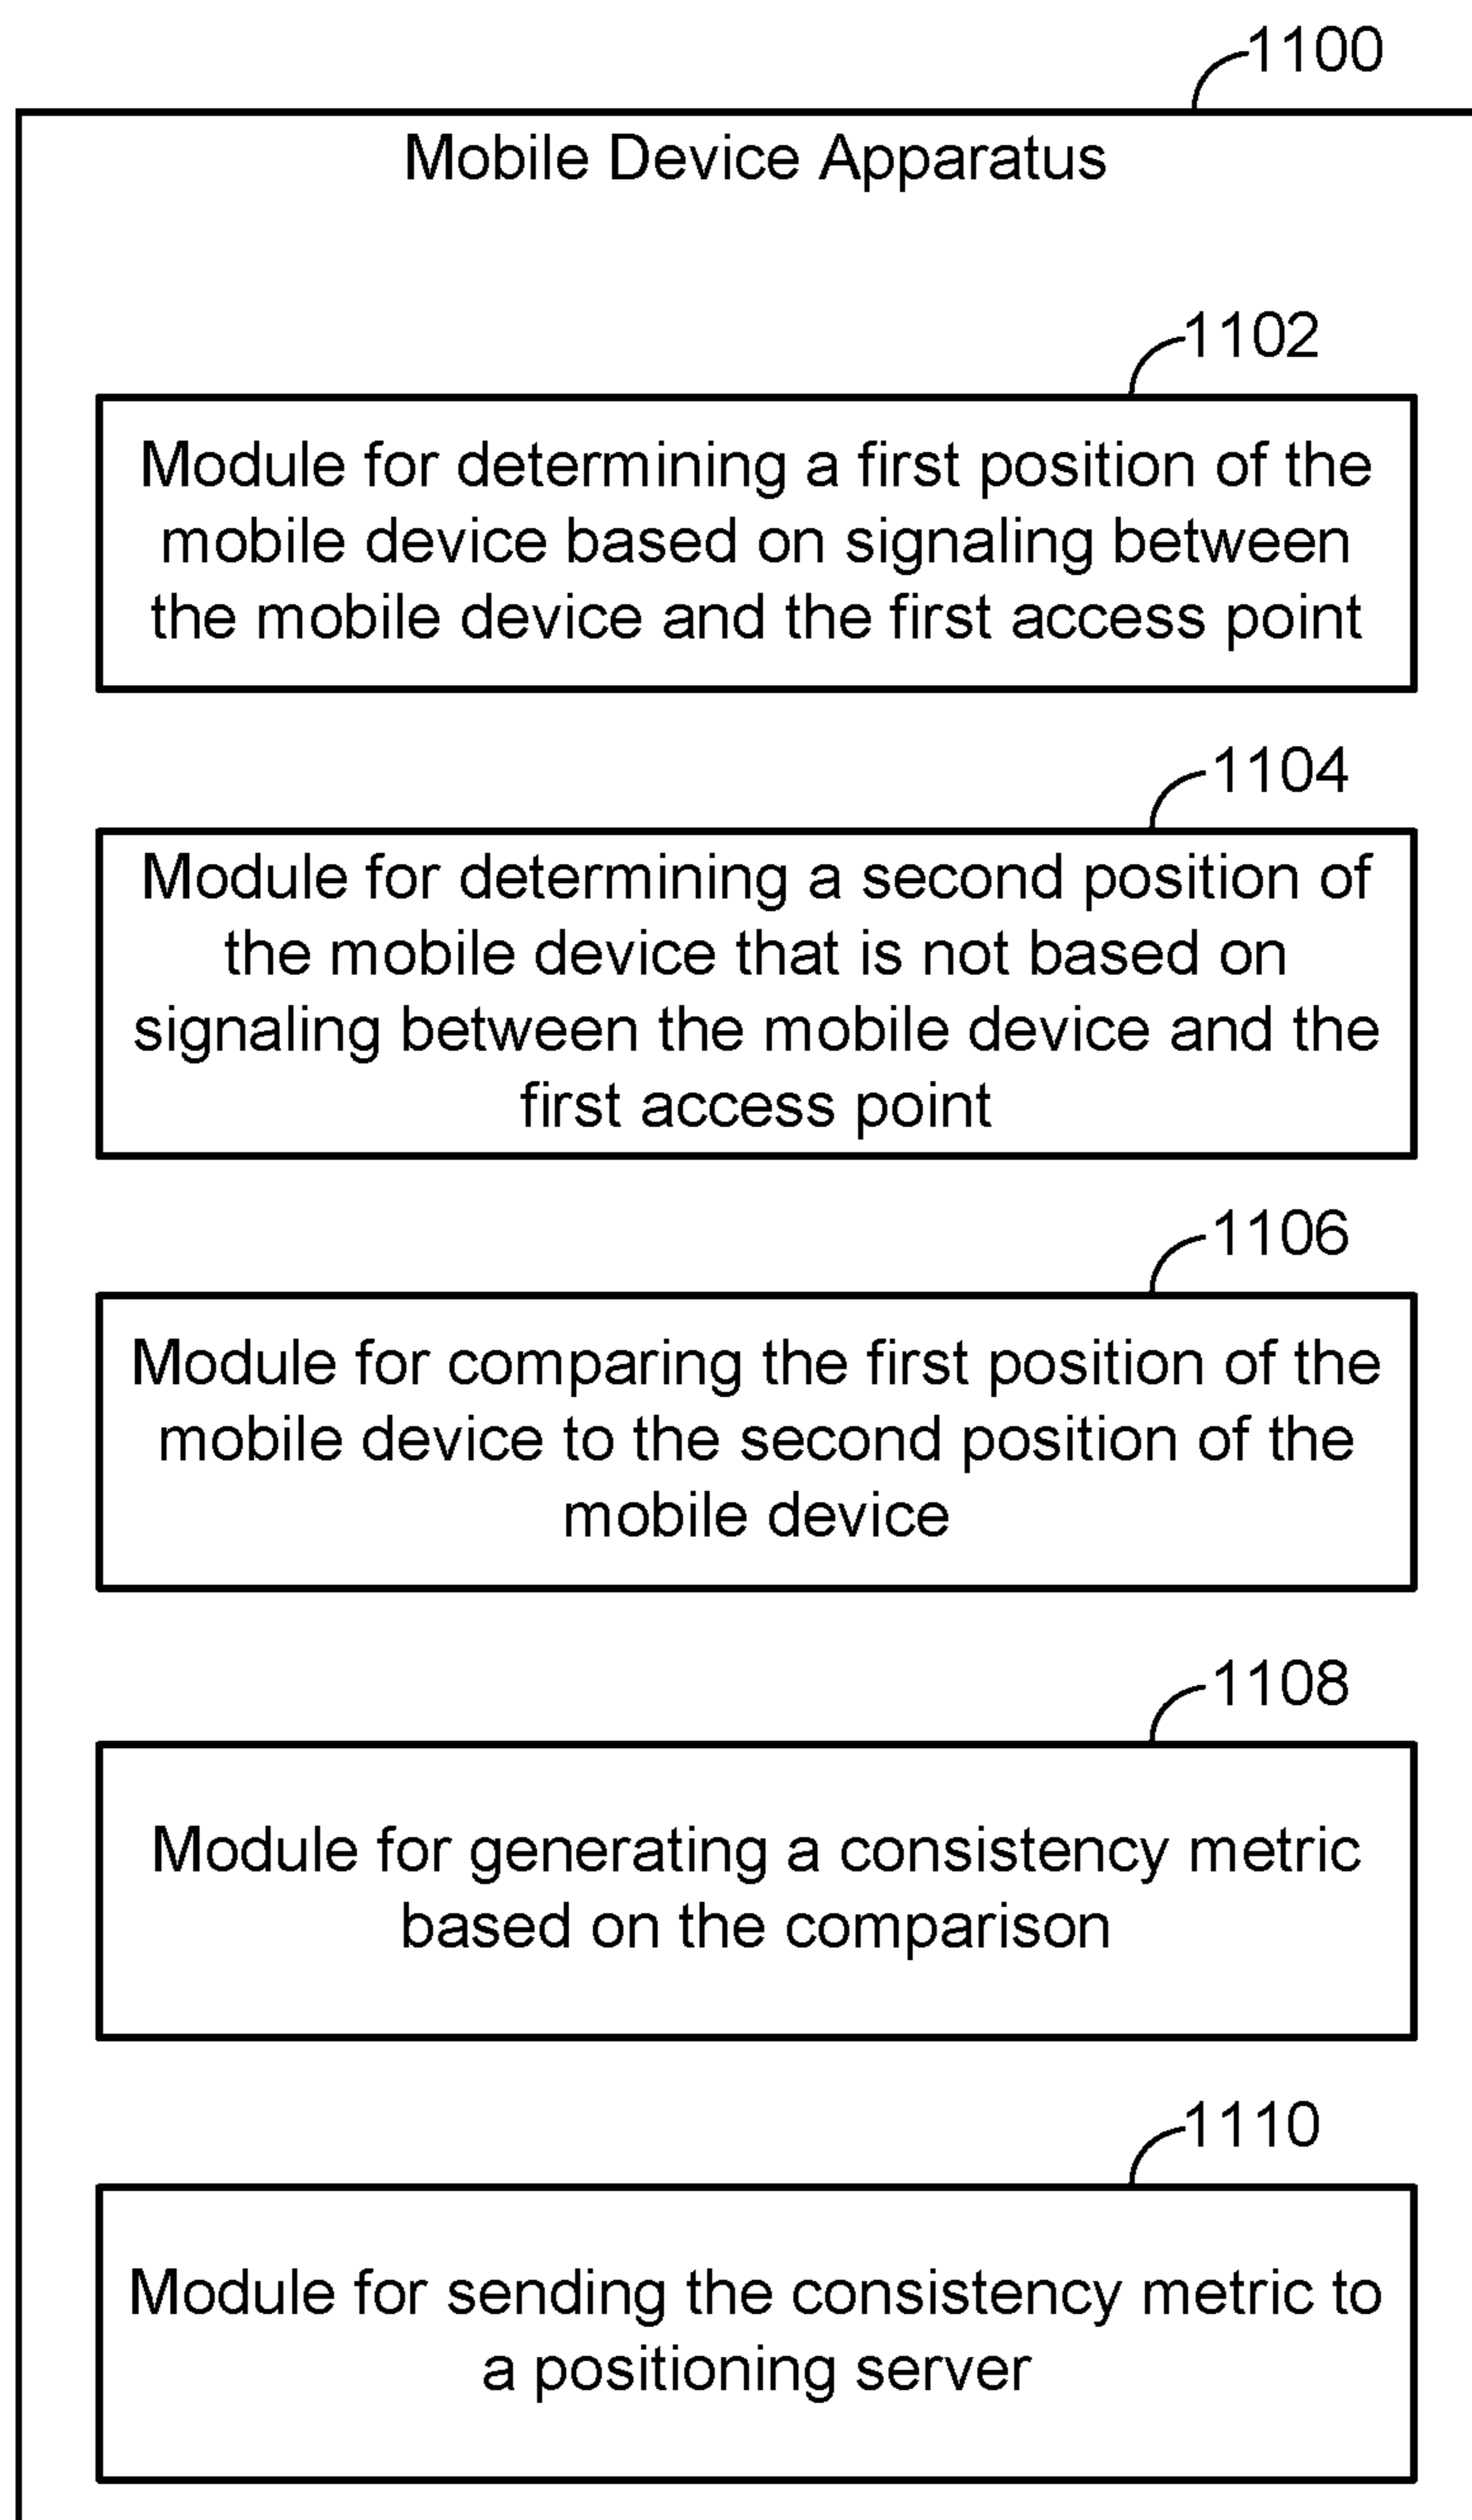 1100
Mobile Device Apparatus
1102
Module for determining a first position of the
mobile device based on signaling between
the mobile device and the first access point
1104
Module for determining a second position of
the mobile device that is not based on
signaling between the mobile device and the
first access point
1106
Module for comparing the first position of the
mobile device to the second position of the
mobile device
1108
Module for generating a consistency metric
based on the comparison
1110
Module for sending the consistency metric to
a positioning server